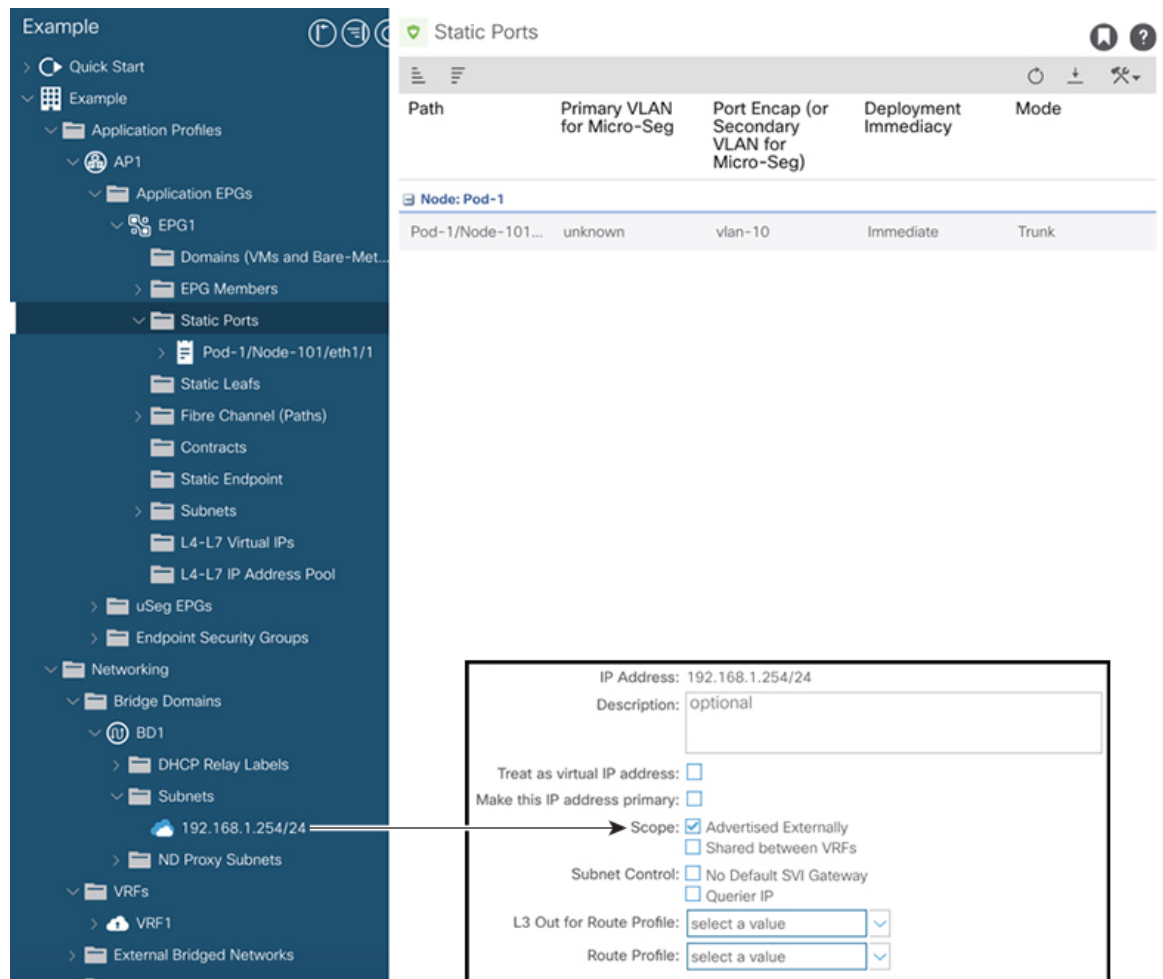 Example
Quick Start
Example
Application Profiles
AP1
Application EPGs
EPG1
Domains (VMs and Bare-Met...
EPG Members
Static Ports
Pod-1/Node-101/eth1/1
Static Leafs
Fibre Channel (Paths)
Contracts
Static Endpoint
Subnets
L4-L7 Virtual IPs
L4-L7 IP Address Pool
uSeg EPGs
Endpoint Security Groups
Networking
Bridge Domains
BD1
DHCP Relay Labels
Subnets
192.168.1.254/24
ND Proxy Subnets
VRFs
VRF1
External Bridged Networks
Static Ports
Path Primary VLAN Port Encap (or Deployment Mode
for Micro-Seg Secondary Immediacy
VLAN for
Micro-Seg)
Node: Pod-1
Pod-1/Node-101... unknown vlan-10 Immediate Trunk
IP Address: 192.168.1.254/24
Description: optional
Treat as virtual IP address:
Make this IP address primary:
Scope: Advertised Externally
Shared between VRFs
Subnet Control: No Default SVI Gateway
Querier IP
L3 Out for Route Profile: select a value
Route Profile: select a value